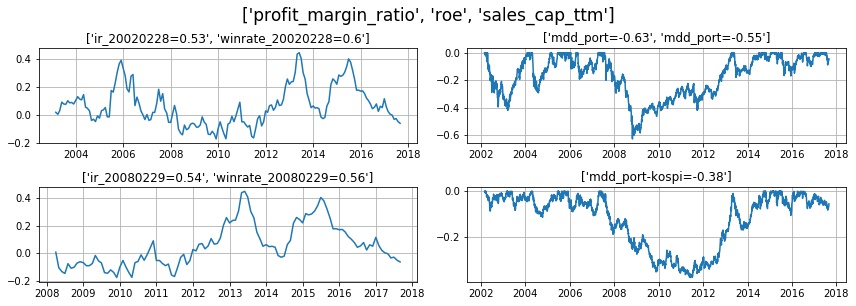 ['profit_margin_ratio', 'roe', 'sales_cap_ttm']
['ir_20020228=0.53', 'winrate_20020228=0.6']
0.4
0.2
0.0
−0.2
2004 2006 2008 2010 2012 2014 2016 2018
['mdd_port=-0.63', 'mdd_port=-0.55']
0.0
−0.2
−0.4
−0.6
2002 2004 2006 2008 2010 2012 2014 2016 2018
['ir_20080229=0.54', 'winrate_20080229=0.56']
0.4
0.2
0.0
−0.2
2008 2009 2010 2011 2012 2013 2014 2015 2016 2017 2018
['mdd_port-kospi=-0.38']
0.0
−0.2
2002 2004 2006 2008 2010 2012 2014 2016 2018